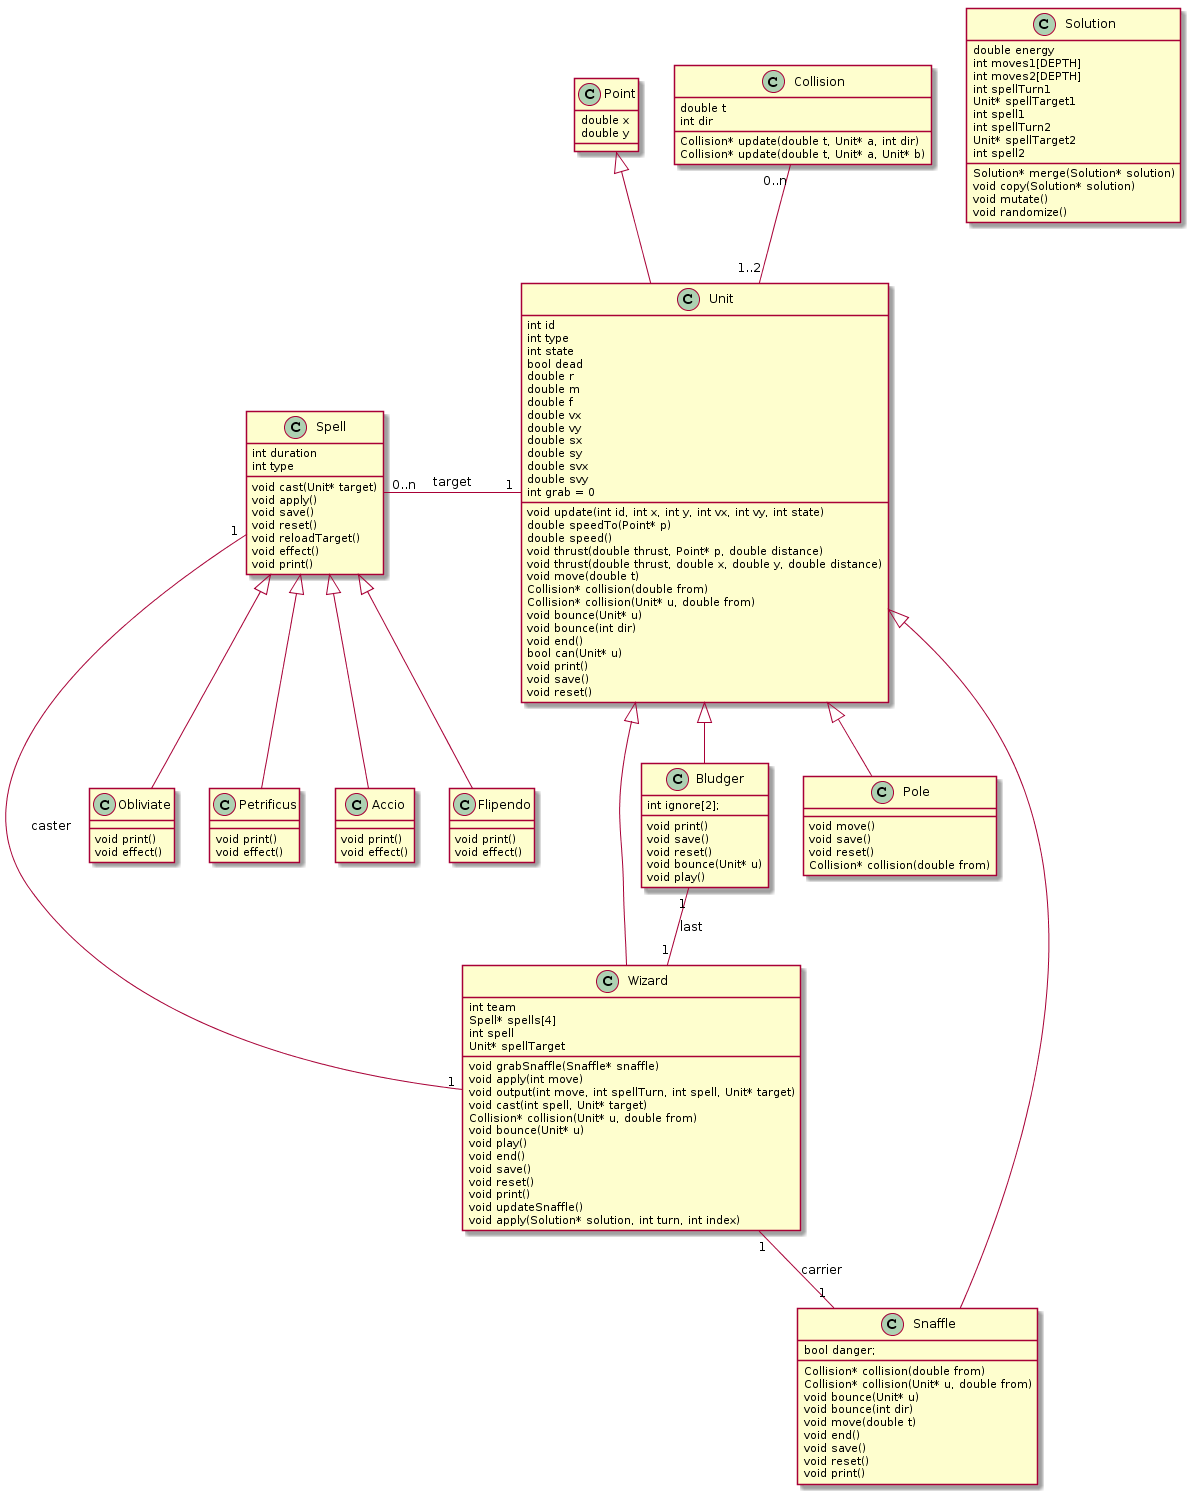 Solution
double energy
int moves1[DEPTH]
int moves2[DEPTH]
int spellTurn1
Unit* spellTarget1
int spell1
int spellTurn2
Unit* spellTarget2
int spell2
Solution* merge(Solution* solution)
void copy(Solution* solution)
void mutate()
void randomize()
Point
double x
double y
Collision
double t
int dir
Collision* update(double t, Unit* a, int dir)
Collision* update(double t, Unit* a, Unit* b)
0..n
1..2
Unit
int id
int type
int state
bool dead
double r
double m
double f
double vx
double vy
double sx
double sy
double svx
double svy
int grab = 0
void update(int id, int x, int y, int vx, int vy, int state)
double speedTo(Point* p)
double speed()
void thrust(double thrust, Point* p, double distance)
void thrust(double thrust, double x, double y, double distance)
void move(double t)
Collision* collision(double from)
Collision* collision(Unit* u, double from)
void bounce(Unit* u)
void bounce(int dir)
void end()
bool can(Unit* u)
void print()
void save()
void reset()
Spell
int duration
int type
void cast(Unit* target)
void apply()
void save()
void reset()
void reloadTarget()
void effect()
void print()
0..n
target
1
1
caster
1
Obliviate
void print()
void effect()
Petrificus
void print()
void effect()
Accio
void print()
void effect()
Flipendo
void print()
void effect()
Bludger
int ignore[2];
void print()
void save()
void reset()
void bounce(Unit* u)
void play()
Pole
void move()
void save()
void reset()
Collision* collision(double from)
1
last
1
Wizard
int team
Spell* spells[4]
int spell
Unit* spellTarget
void grabSnaffle(Snaffle* snaffle)
void apply(int move)
void output(int move, int spellTurn, int spell, Unit* target)
void cast(int spell, Unit* target)
Collision* collision(Unit* u, double from)
void bounce(Unit* u)
void play()
void end()
void save()
void reset()
void print()
void updateSnaffle()
void apply(Solution* solution, int turn, int index)
1
carrier
1
Snaffle
bool danger;
Collision* collision(double from)
Collision* collision(Unit* u, double from)
void bounce(Unit* u)
void bounce(int dir)
void move(double t)
void end()
void save()
void reset()
void print()
C
C
C
C
C
C
C
C
C
C
C
C
C